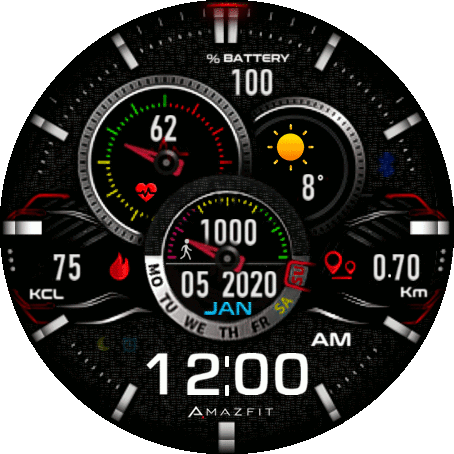 % BATTERY
100
62
8°
1000
75
KCL
0.70
Km
05 2020
JAN
MO TU WE TH FR SA SU
AM
12:00
AMAZFIT